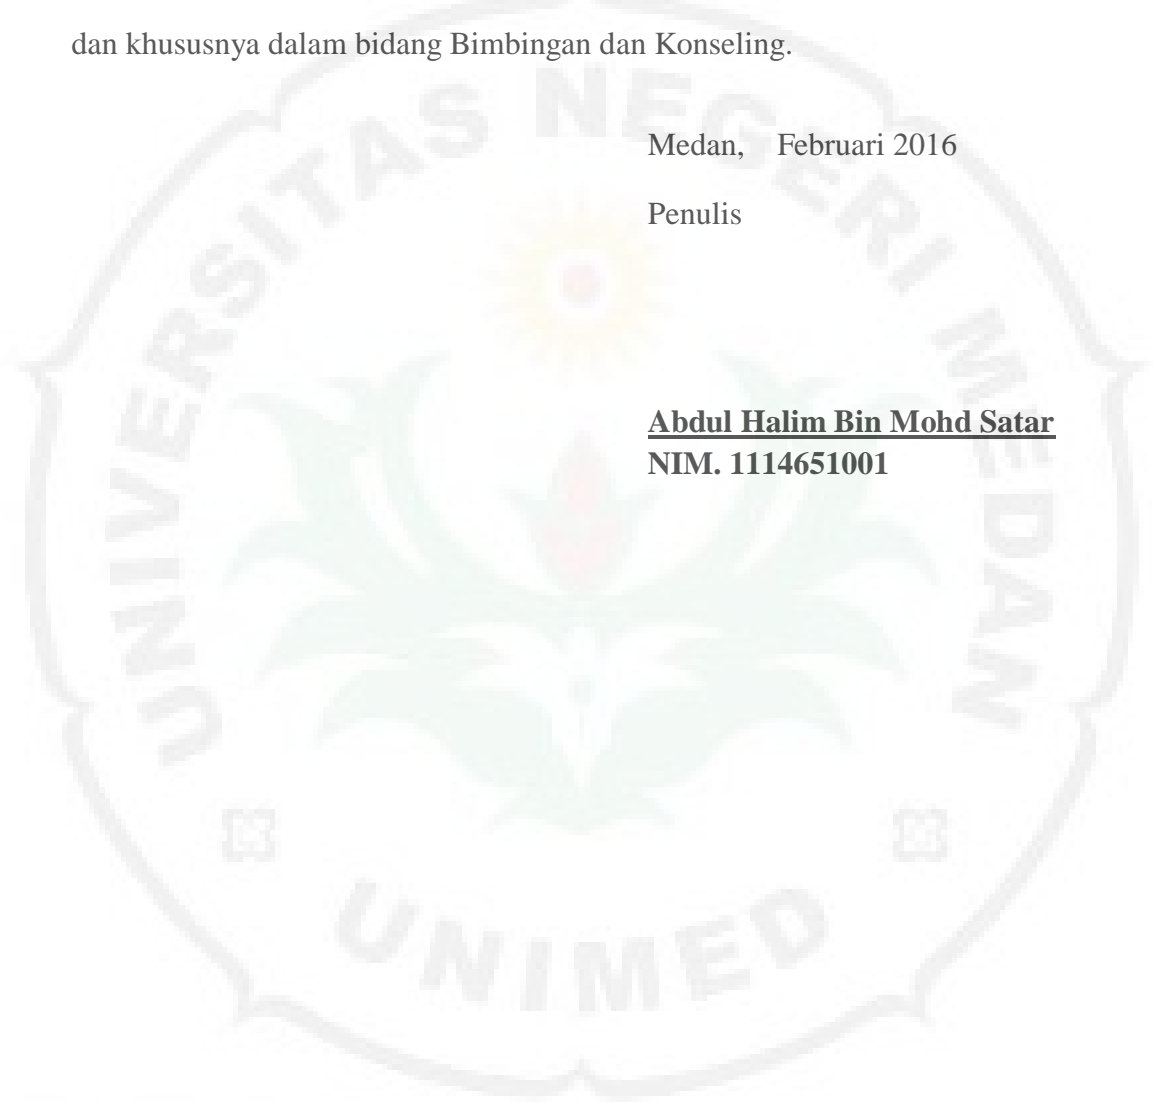 dan khususnya dalam bidang Bimbingan dan Konseling.
Medan,    Februari 2016
Penulis
Abdul Halim Bin Mohd Satar
NIM. 1114651001
UNIVERSITAS NEGERI MEDAN
UNIMED